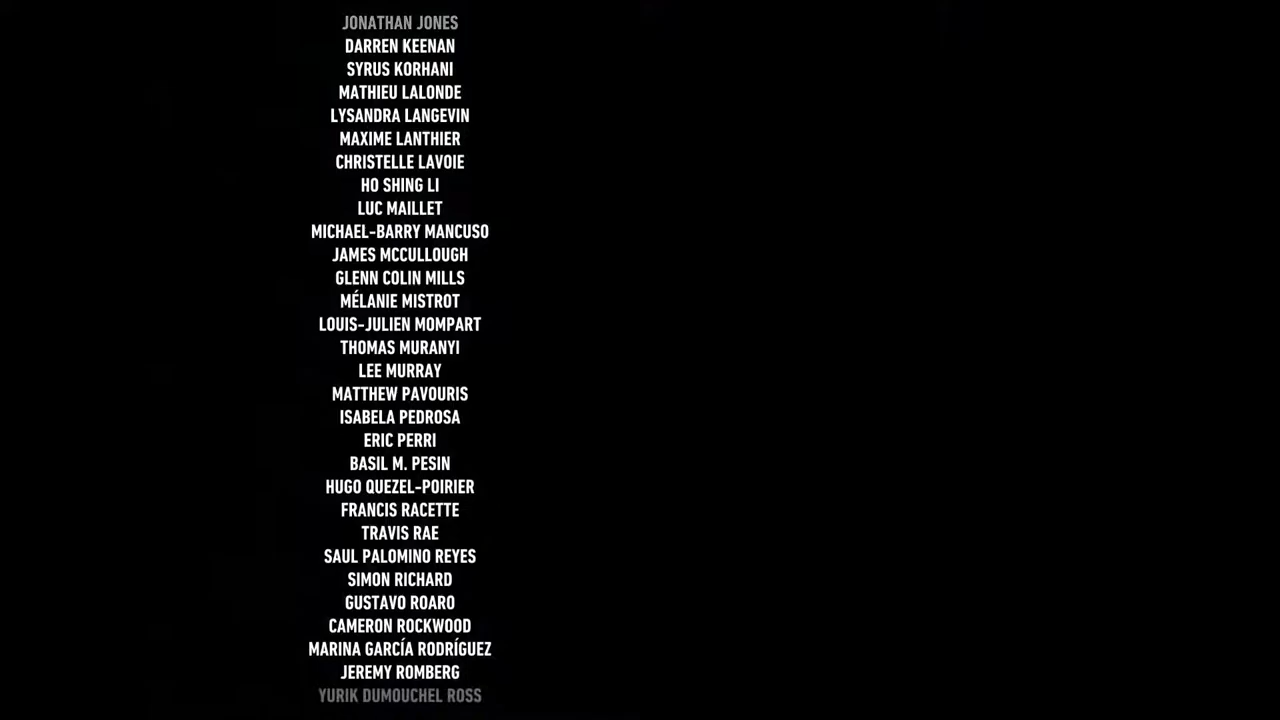 JONATHAN JONES
DARREN KEENAN
SYRUS KORHANI
MATHIEU LALONDE
LYSANDRA LANGEVIN
MAXIME LANTHIER
CHRISTELLE LAVOIE
HO SHING LI
LUC MAILLET
MICHAEL-BARRY MANCUSO
JAMES MCCULLOUGH
GLENN COLIN MILLS
MÉLANIE MISTROT
LOUIS-JULIEN MOMPART
THOMAS MURANYI
LEE MURRAY
MATTHEW PAVOURIS
ISABELA PEDROSA
ERIC PERRI
BASIL M. PESIN
HUGO QUEZEL-POIRIER
FRANCIS RACETTE
TRAVIS RAE
SAUL PALOMINO REYES
SIMON RICHARD
GUSTAVO ROARO
CAMERON ROCKWOOD
MARINA GARCÍA RODRÍGUEZ
JEREMY ROMBERG
YURIK DUMOUCHEL ROSS